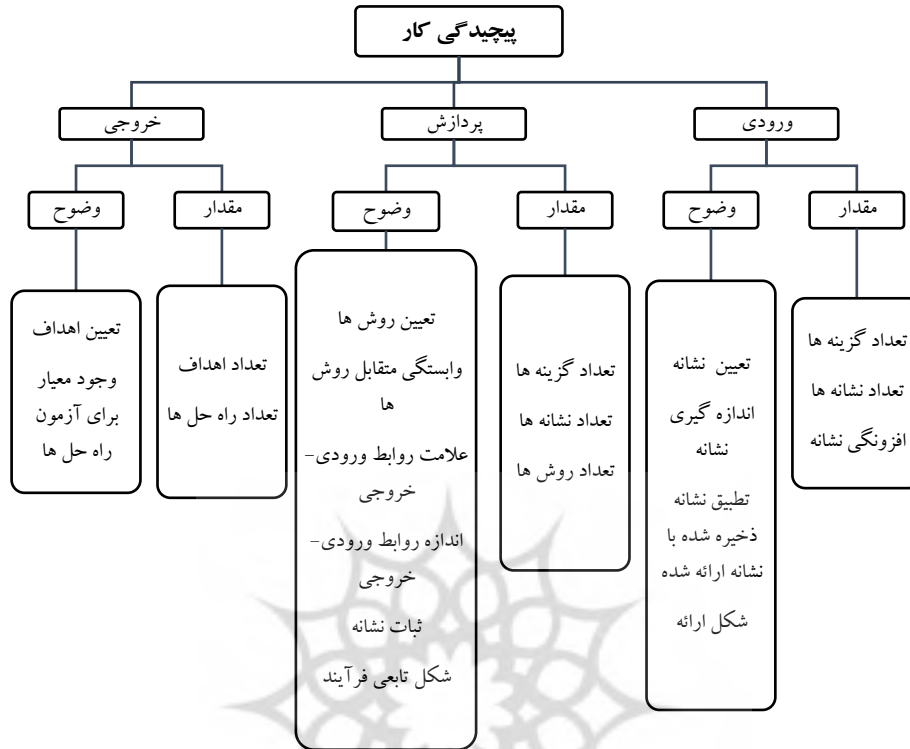 پیچیدگی کار
ورودی
پردازش
خروجی
مقدار
وضوح
مقدار
وضوح
مقدار
وضوح
تعداد گزینه ها
تعداد نشانه ها
افزونگی نشانه
تعیین نشانه
اندازه گیری
نشانه
تطبیق نشانه
ذخیره شده با
نشانه ارائه شده
شکل ارائه
تعداد گزینه ها
تعداد نشانه ها
تعداد روش ها
تعیین روش ها
وابستگی متقابل روش
ها
علامت روابط ورودی-
خروجی
اندازه روابط ورودی-
خروجی
ثبات نشانه
شکل تابعی فرآیند
تعداد اهداف
تعداد راه حل ها
تعیین اهداف
وجود معیار
برای آزمون
راه حل ها